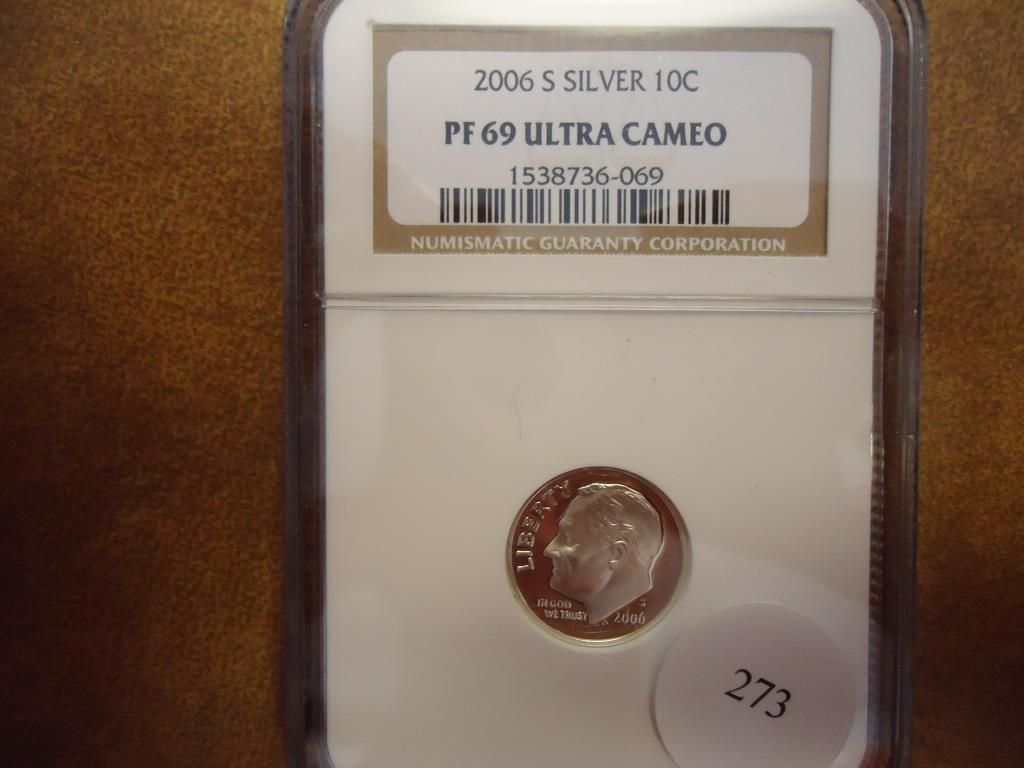 2006 S SILVER 10C
PF 69 ULTRA CAMEO
1538736-069
NUMISMATIC GUARANTY CORPORATION
LIBERTY
IN GOD
WE TRUST
S
2006
273